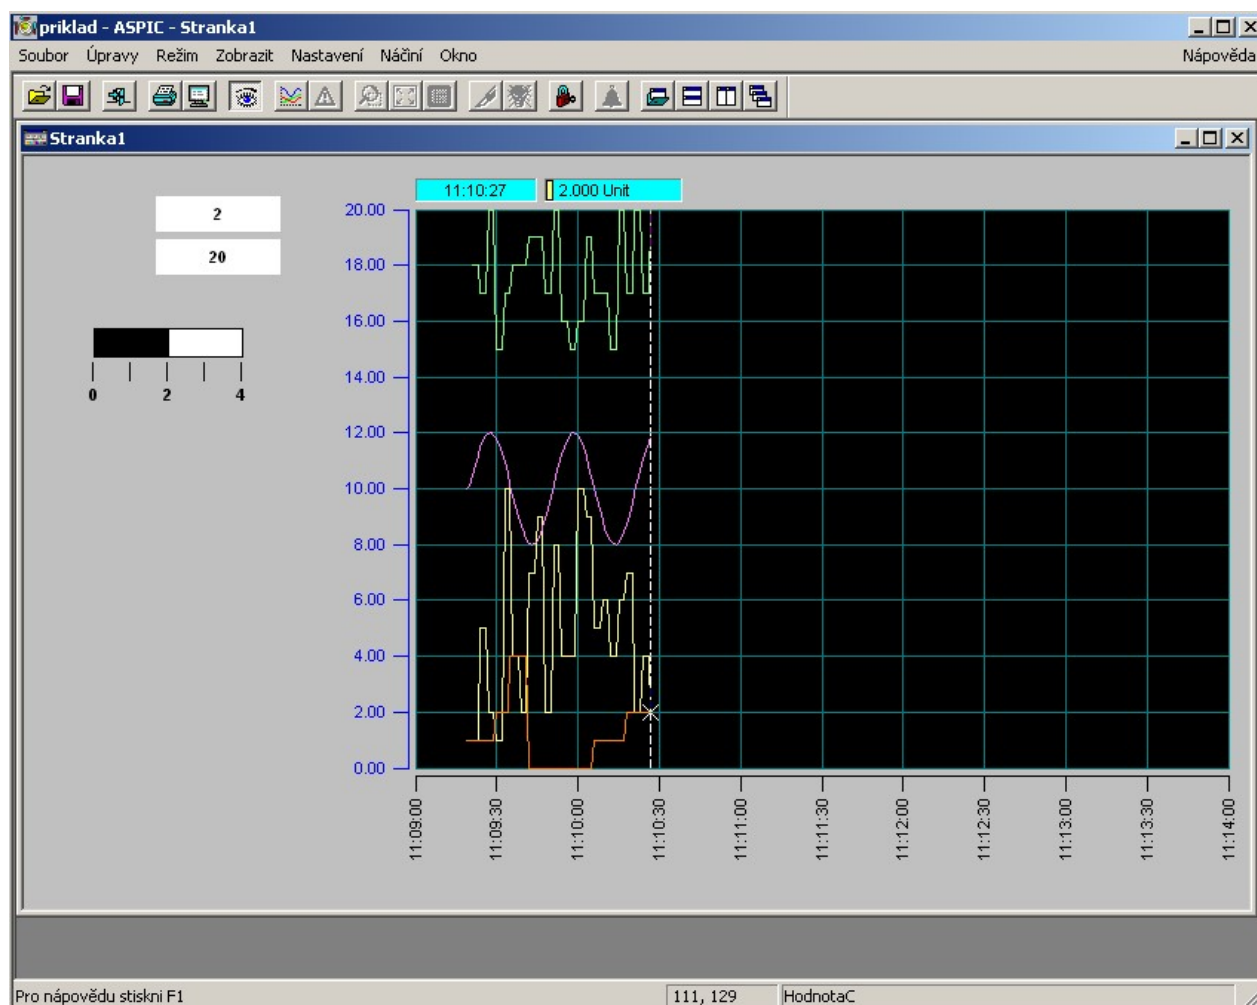 priklad - ASPIC - Stranka1
Soubor Úpravy Režim Zobrazit Nastavení Náčiní Okno Nápověda
Stranka1
11:10:27 2.000 Unit
2
20
0 2 4
20.00
18.00
16.00
14.00
12.00
10.00
8.00
6.00
4.00
2.00
0.00
11:09:00 11:09:30 11:10:00 11:10:30 11:11:00 11:11:30 11:12:00 11:12:30 11:13:00 11:13:30 11:14:00
Pro nápovědu stiskni F1 111, 129 HodnotaC